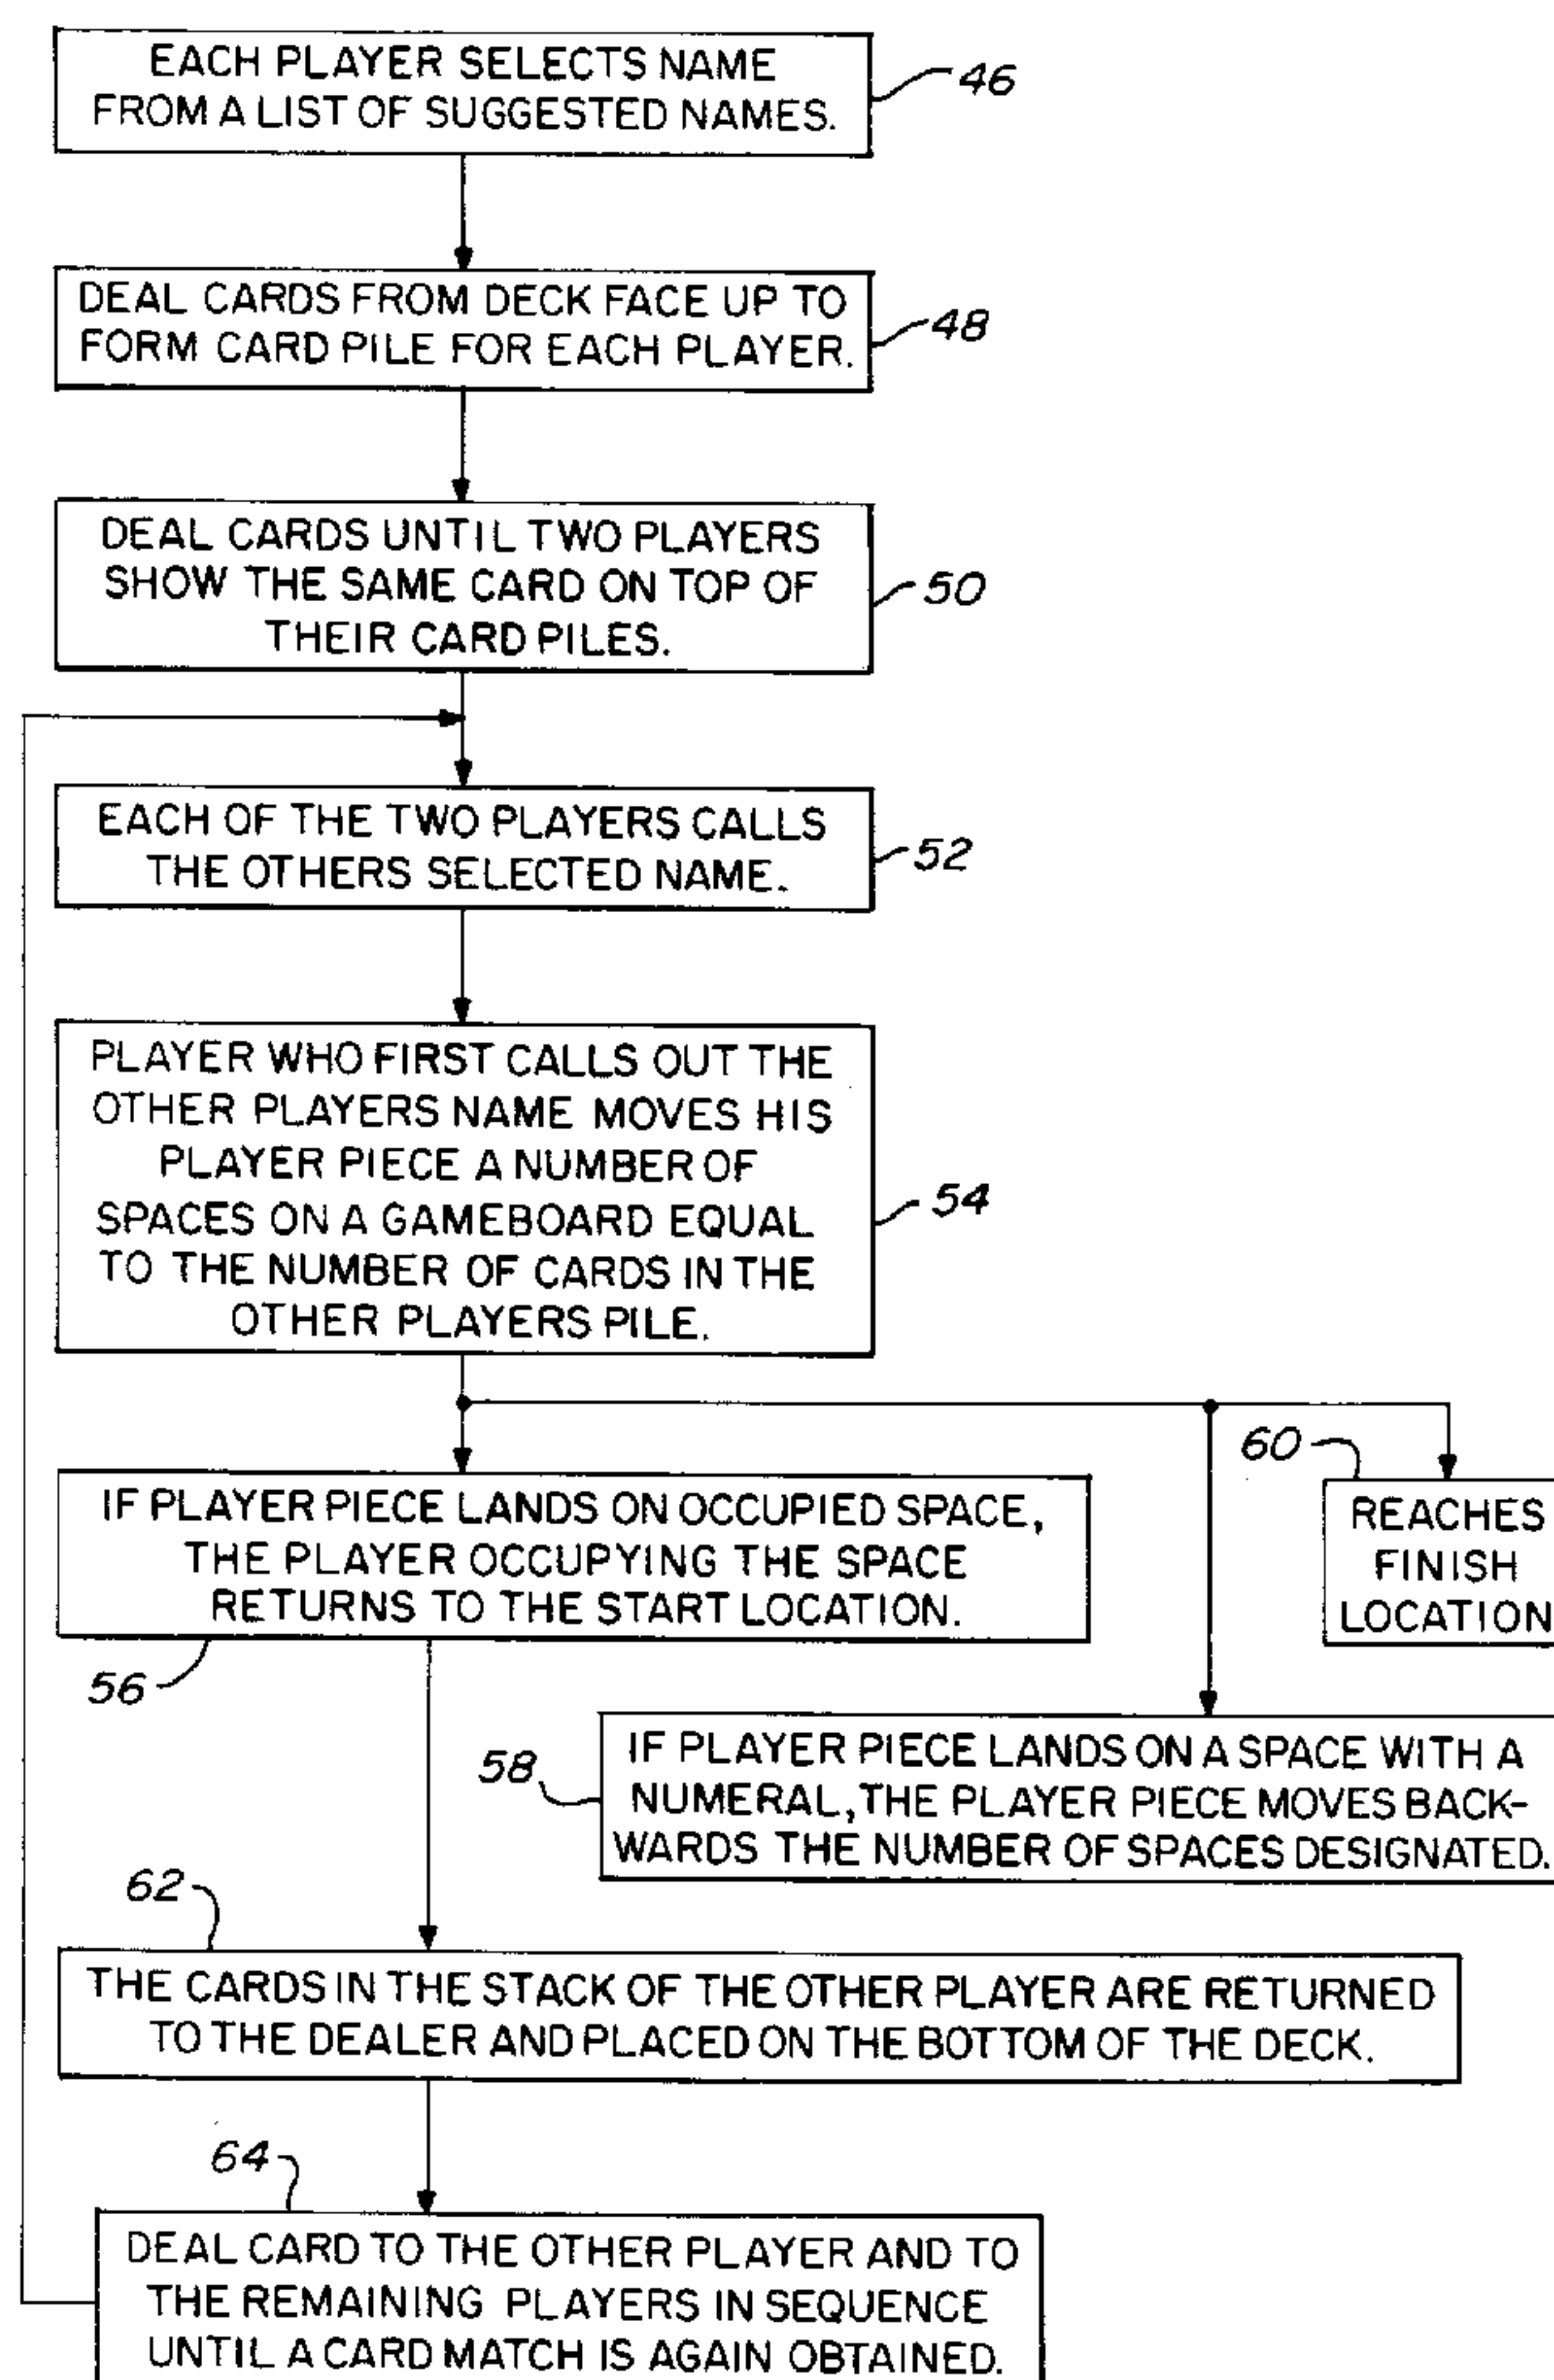 EACH PLAYER SELECTS NAME
FROM A LIST OF SUGGESTED NAMES.
46
DEAL CARDS FROM DECK FACE UP TO
FORM CARD PILE FOR EACH PLAYER.
48
DEAL CARDS UNTIL TWO PLAYERS
SHOW THE SAME CARD ON TOP OF
THEIR CARD PILES.
50
EACH OF THE TWO PLAYERS CALLS
THE OTHERS SELECTED NAME.
52
PLAYER WHO FIRST CALLS OUT THE
OTHER PLAYERS NAME MOVES HIS
PLAYER PIECE A NUMBER OF
SPACES ON A GAMEBOARD EQUAL
TO THE NUMBER OF CARDS IN THE
OTHER PLAYERS PILE.
54
60
REACHES
FINISH
LOCATION
IF PLAYER PIECE LANDS ON OCCUPIED SPACE,
THE PLAYER OCCUPYING THE SPACE
RETURNS TO THE START LOCATION.
56
58
IF PLAYER PIECE LANDS ON A SPACE WITH A
NUMERAL, THE PLAYER PIECE MOVES BACK-
WARDS THE NUMBER OF SPACES DESIGNATED.
62
THE CARDS IN THE STACK OF THE OTHER PLAYER ARE RETURNED
TO THE DEALER AND PLACED ON THE BOTTOM OF THE DECK.
64
DEAL CARD TO THE OTHER PLAYER AND TO
THE REMAINING PLAYERS IN SEQUENCE
UNTIL A CARD MATCH IS AGAIN OBTAINED.